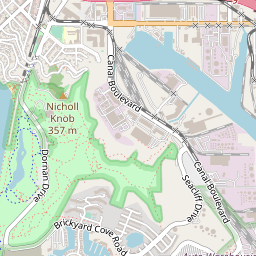 Canal Boulevard
Nicholl
Knob
357 m
Dornan Drive
Canal Boulevard
Seacliff Drive
Brickyard Cove Road